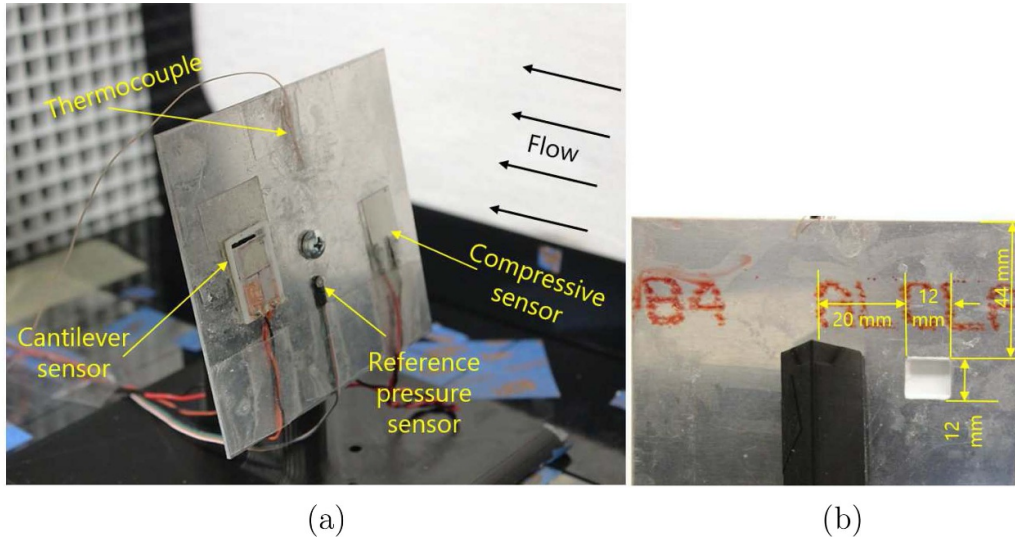 Thermocouple
Flow
Compressive
sensor
Cantilever
sensor
Reference
pressure
sensor
(a)
44 mm
12
mm
20 mm
12
mm
(b)